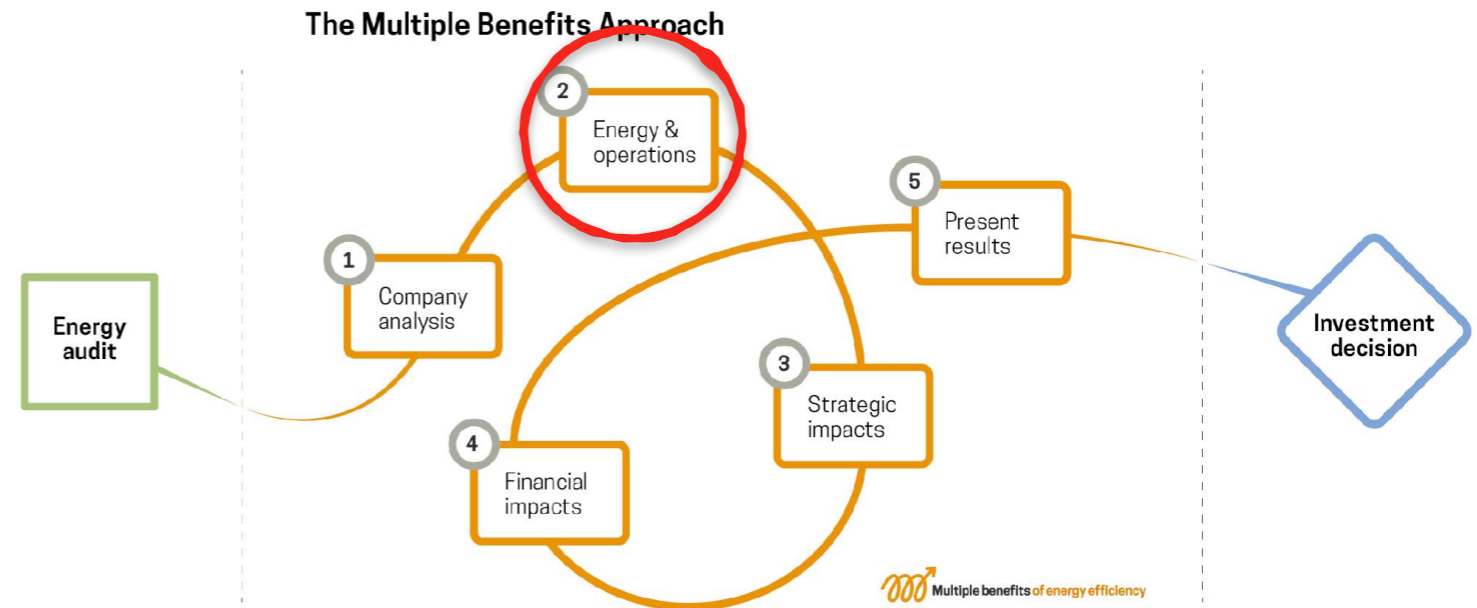 The Multiple Benefits Approach
2
Energy &
operations
5
Present
results
1
Company
analysis
Energy
audit
Investment
decision
3
Strategic
impacts
4
Financial
impacts
Multiple benefits of energy efficiency